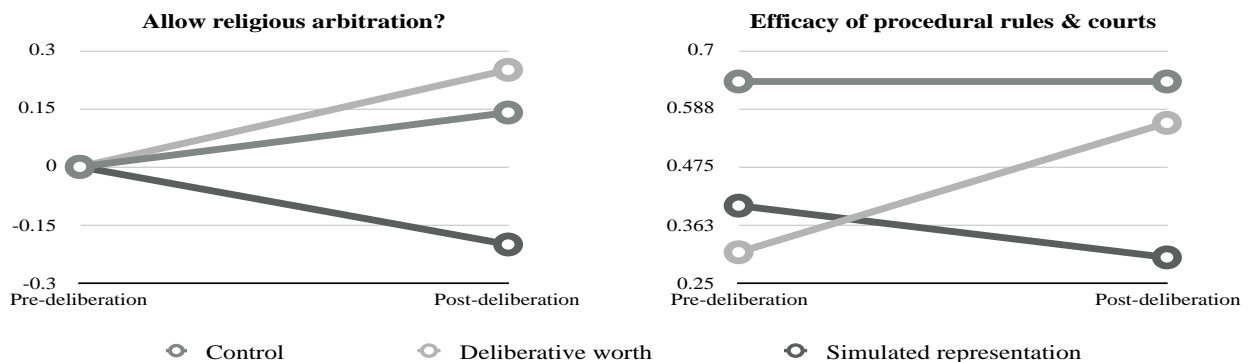 Allow religious arbitration?
0.3
0.15
0
-0.15
-0.3
Pre-deliberation Post-deliberation
Efficacy of procedural rules & courts
0.7
0.588
0.475
0.363
0.25
Pre-deliberation Post-deliberation
Control Deliberative worth Simulated representation